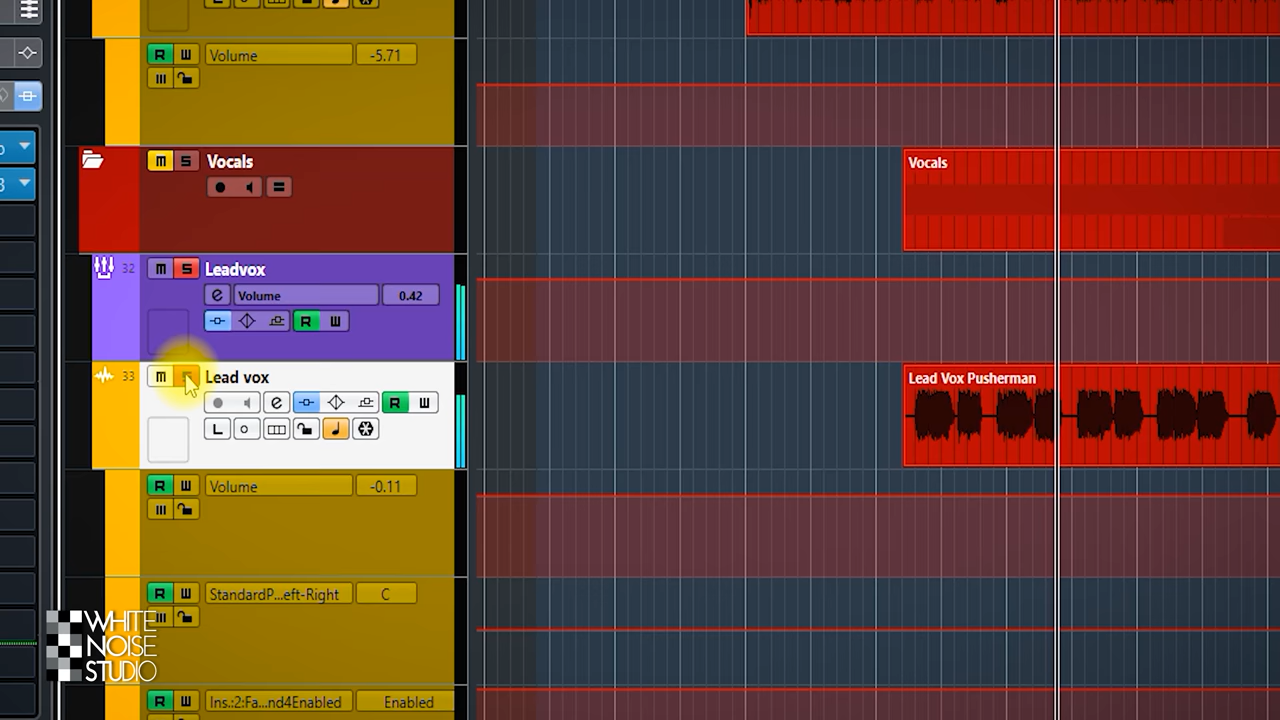 R W Volume -5.71
m S Vocals
Vocals
32 m S Leadvox
e Volume 0.42
R W
33 m S Lead vox
Lead Vox Pusherman
e R W
L
R W Volume -0.11
R W StandardP...eft-Right C
WHITE
NOISE
STUDIO
R W Ins.:2:Fa...nd4Enabled Enabled